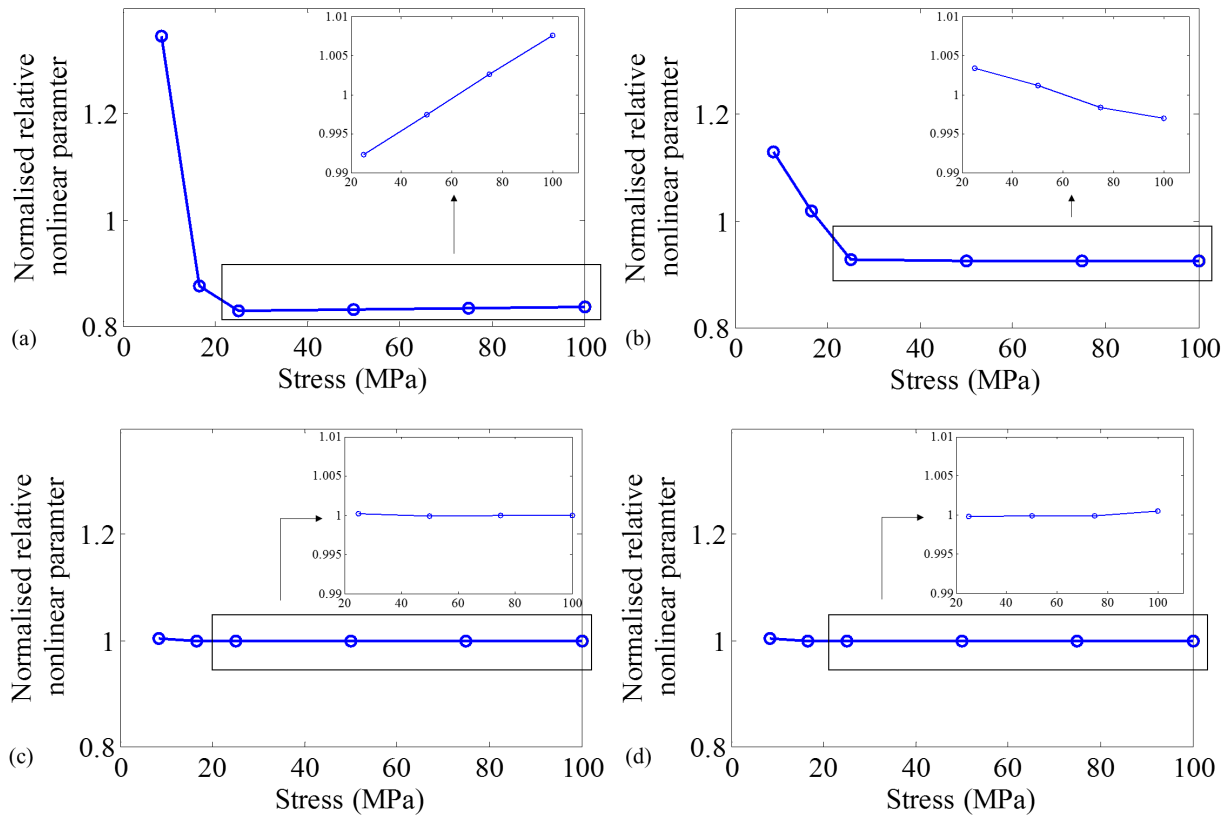 Normalised relative
nonlinear paramter
1.2
1
0.8
0 20 40 60 80 100
Stress (MPa)
(a)
1.01
1.005
1
0.995
0.99
20 40 60 80 100
Normalised relative
nonlinear paramter
1.2
1
0.8
0 20 40 60 80 100
Stress (MPa)
(b)
1.01
1.005
1
0.995
0.99
20 40 60 80 100
Normalised relative
nonlinear paramter
1.2
1
0.8
0 20 40 60 80 100
Stress (MPa)
(c)
1.01
1.005
1
0.995
0.99
20 40 60 80 100
Normalised relative
nonlinear paramter
1.2
1
0.8
0 20 40 60 80 100
Stress (MPa)
(d)
1.01
1.005
1
0.995
0.99
20 40 60 80 100